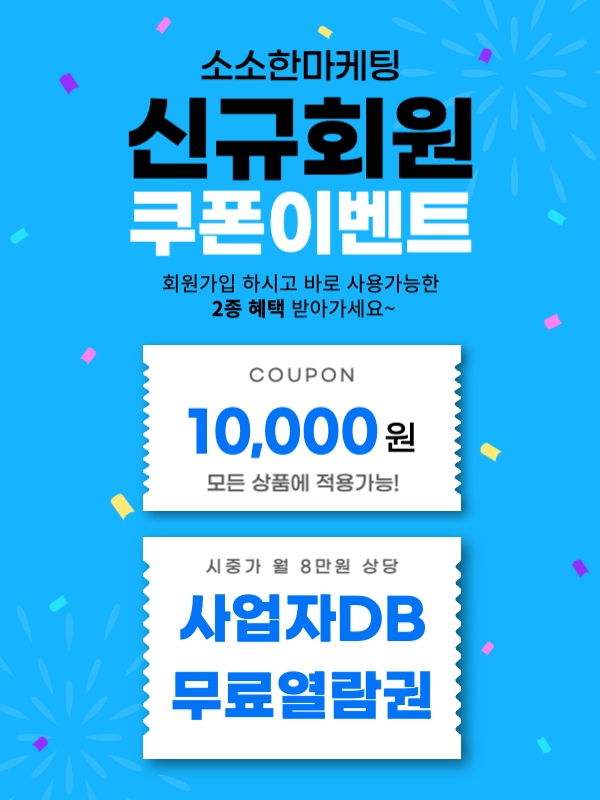 소소한마케팅
신규회원
쿠폰이벤트
회원가입 하시고 바로 사용가능한
2종 혜택 받아가세요~
COUPON
10,000원
모든 상품에 적용가능!
시중가 월 8만원 상당
사업자DB
무료열람권